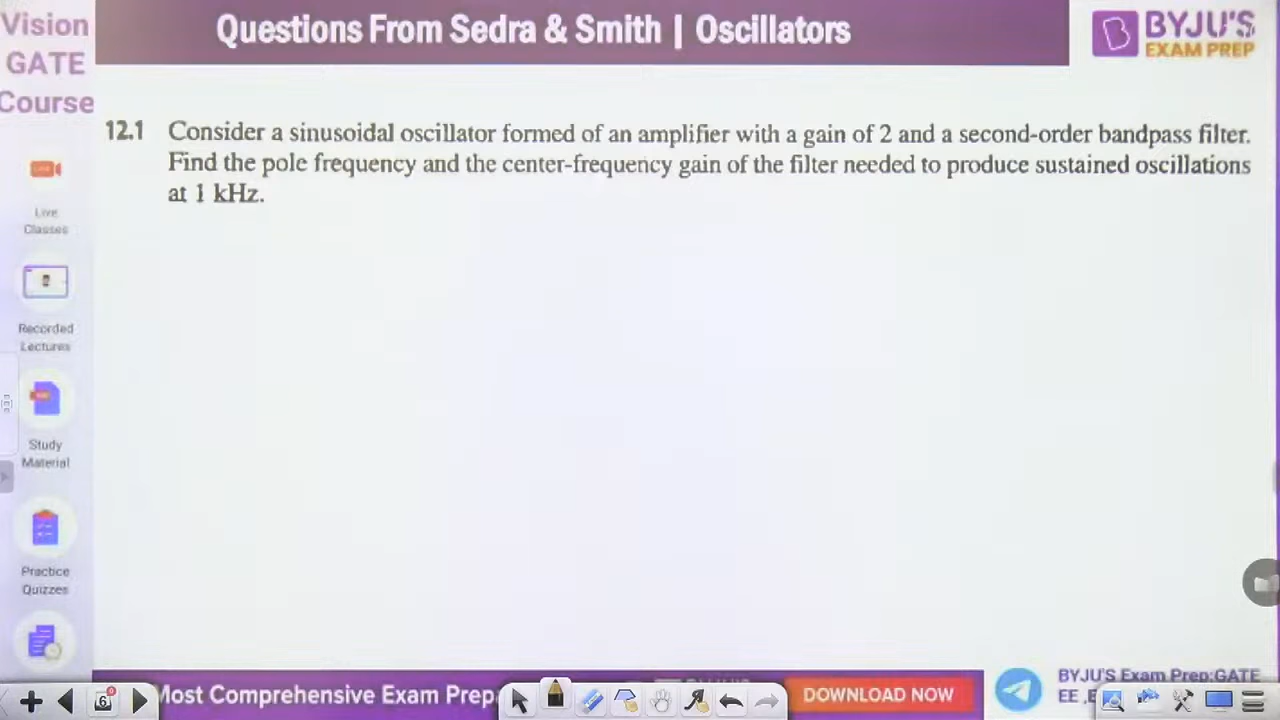 Vision
GATE
Course
Questions From Sedra & Smith | Oscillators
BYJU'S
EXAM PREP
12.1 Consider a sinusoidal oscillator formed of an amplifier with a gain of 2 and a second-order bandpass filter.
Find the pole frequency and the center-frequency gain of the filter needed to produce sustained oscillations
at 1 kHz.
Live
Classes
Recorded
Lectures
Study
Material
Practice
Quizzes
Most Comprehensive Exam Prep
DOWNLOAD NOW
BYJU'S Exam Prep:GATE
EE
6